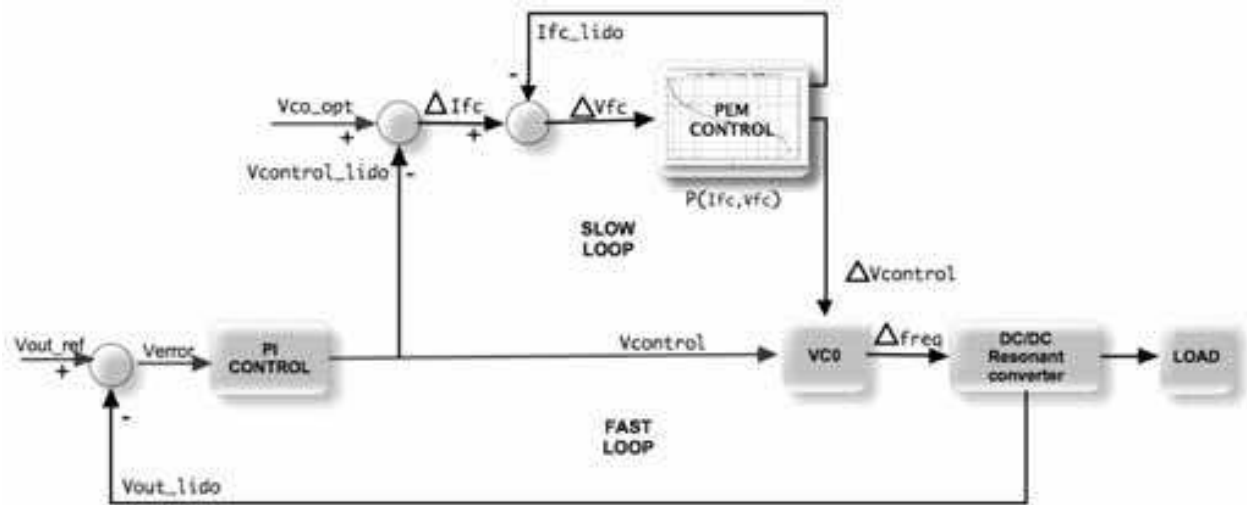 Ifc_lido
-
Vco_opt
+
ΔIfc
+
ΔVfc
PEM
CONTROL
Vcontrol_lido
-
P(Ifc,Vfc)
SLOW
LOOP
ΔVcontrol
Vout_ref
+
Verror
PI
CONTROL
Vcontrol
VCO
Δfreq
DC/DC
Resonant
converter
LOAD
-
FAST
LOOP
Vout_lido